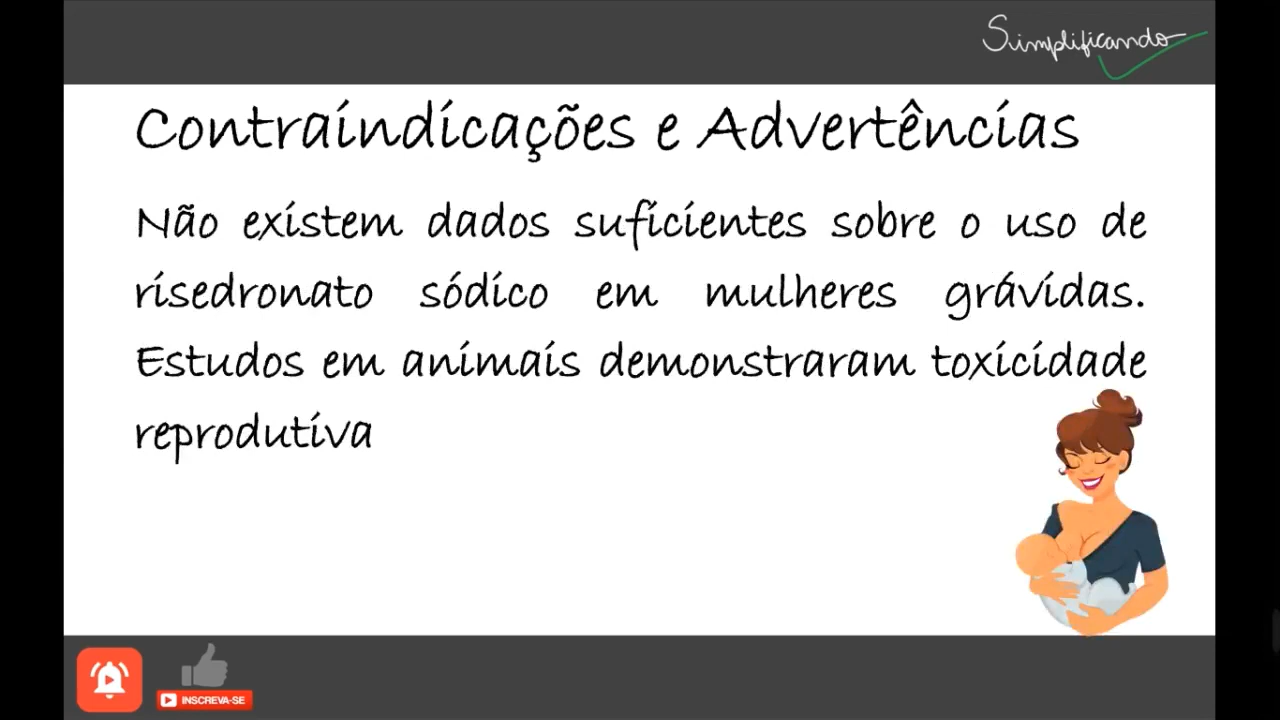 Simplificando
Contraindicações e Advertências
Não existem dados suficientes sobre o uso de
risedronato sódico em mulheres grávidas.
Estudos em animais demonstraram toxicidade
reprodutiva
INSCREVA-SE